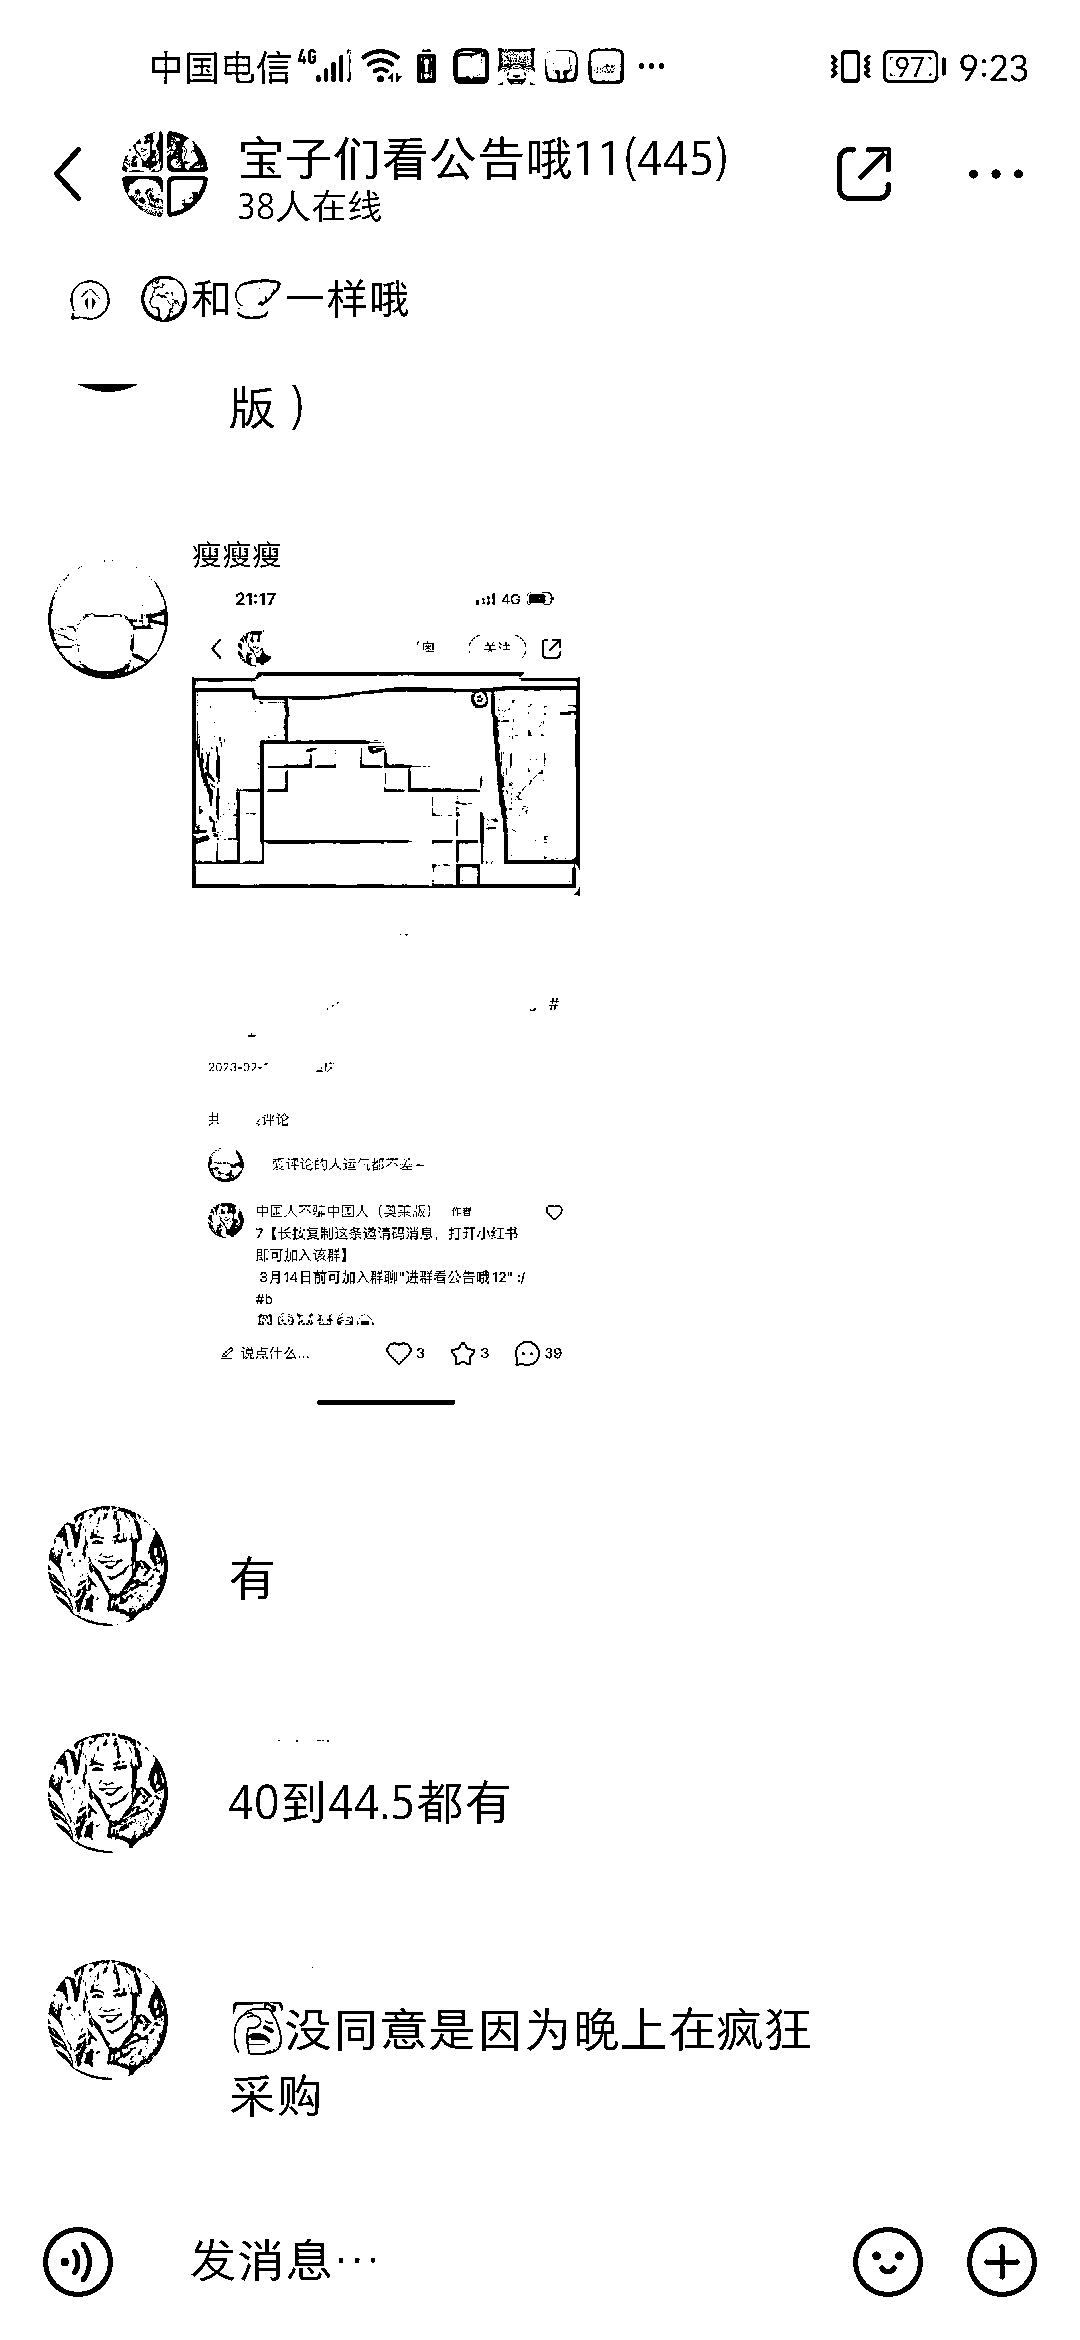 中国电信 4G 97 9:23
宝子们看公告哦11(445)
38人在线
和一样哦
版）
瘦瘦瘦
21:17 4G
关注
#
共 评论
评论的人运气都不差~
中国人不骗中国人（奥莱版） 作者
7【长按复制这条邀请码消息，打开小红书
即可加入该群】
3月14日前可加入群聊"进群看公告哦12" :/
#b
说点什么... 3 3 39
有
40到44.5都有
没同意是因为晚上在疯狂
采购
发消息…